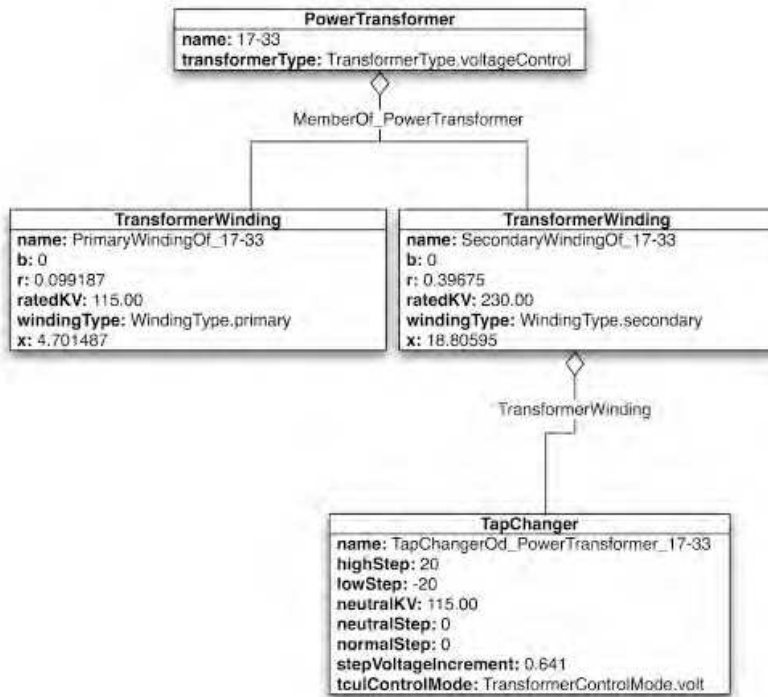 PowerTransformer
name: 17-33
transformerType: TransformerType.voltageControl
MemberOf_PowerTransformer
TransformerWinding
name: PrimaryWindingOf_17-33
b: 0
r: 0.099187
ratedKV: 115.00
windingType: WindingType.primary
x: 4.701487
TransformerWinding
name: SecondaryWindingOf_17-33
b: 0
r: 0.39675
ratedKV: 230.00
windingType: WindingType.secondary
x: 18.80595
TransformerWinding
TapChanger
name: TapChangerOd_PowerTransformer_17-33
highStep: 20
lowStep: -20
neutralKV: 115.00
neutralStep: 0
normalStep: 0
stepVoltageIncrement: 0.641
tculControlMode: TransformerControlMode.volt